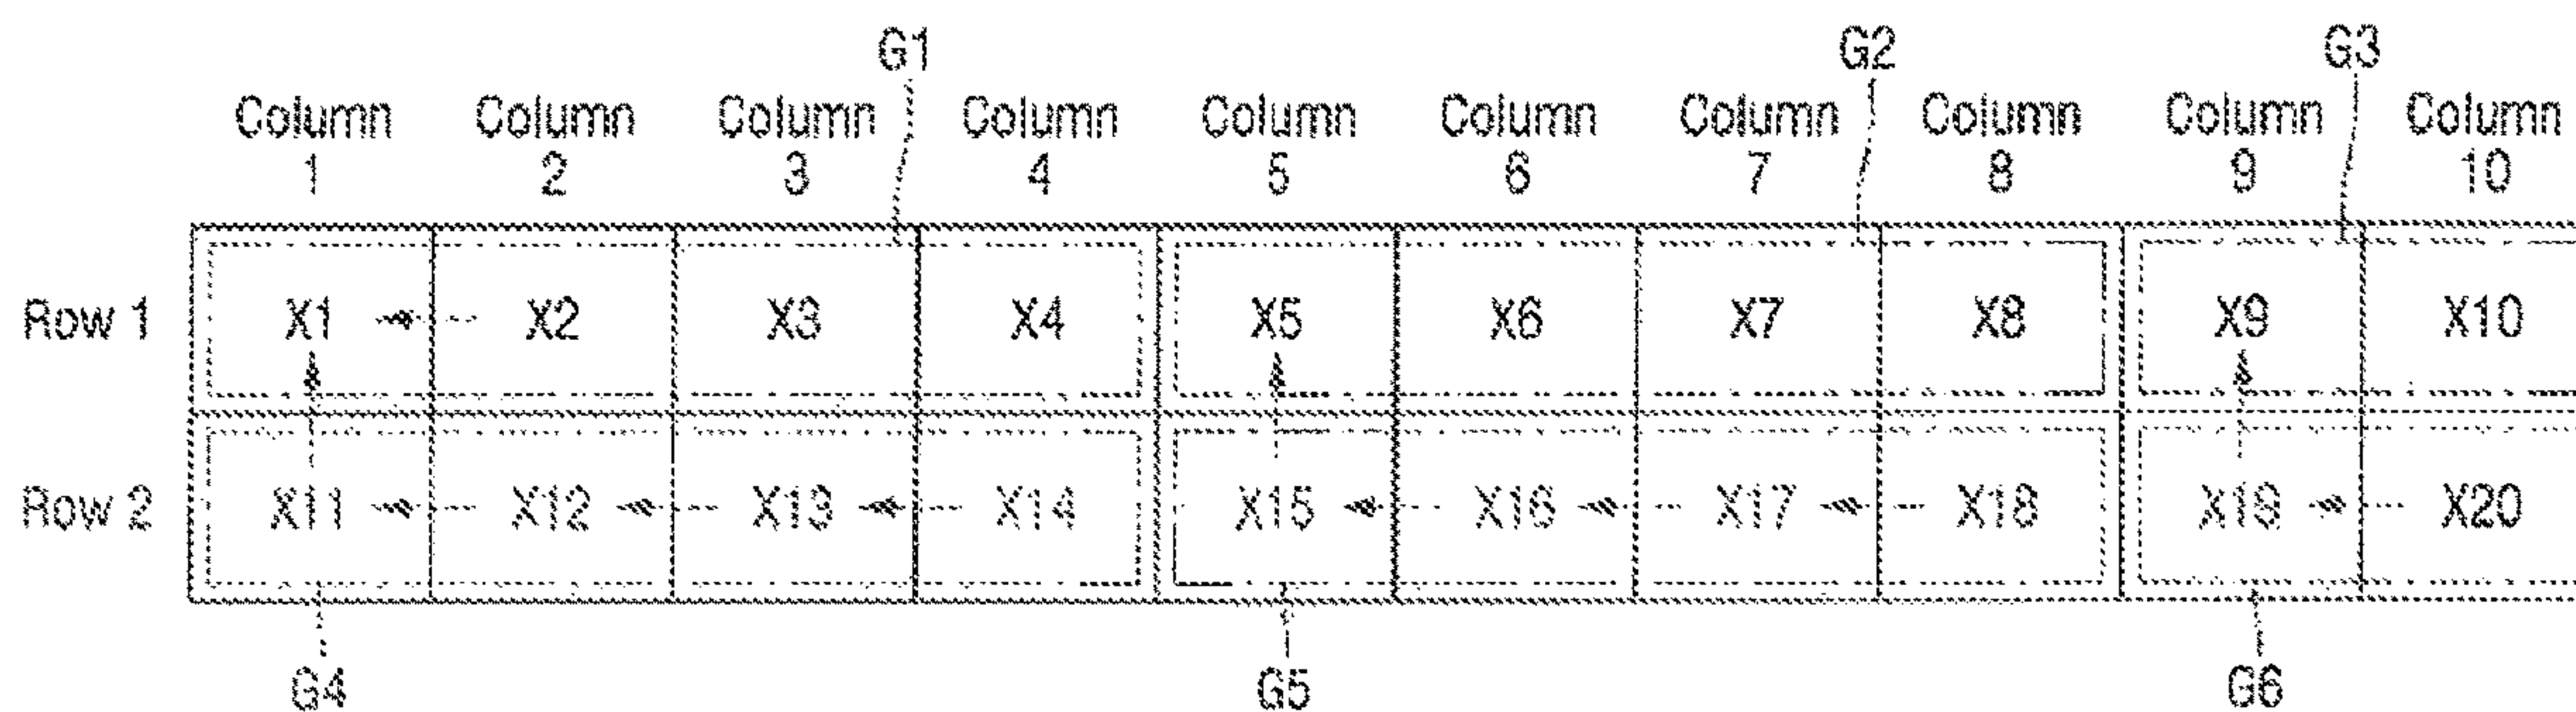 G1 G2 G3
Column 1 Column 2 Column 3 Column 4 Column 5 Column 6 Column 7 Column 8 Column 9 Column 10
Row 1 X1 X2 X3 X4 X5 X6 X7 X8 X9 X10
Row 2 X11 X12 X13 X14 X15 X16 X17 X18 X19 X20
G4 G5 G6